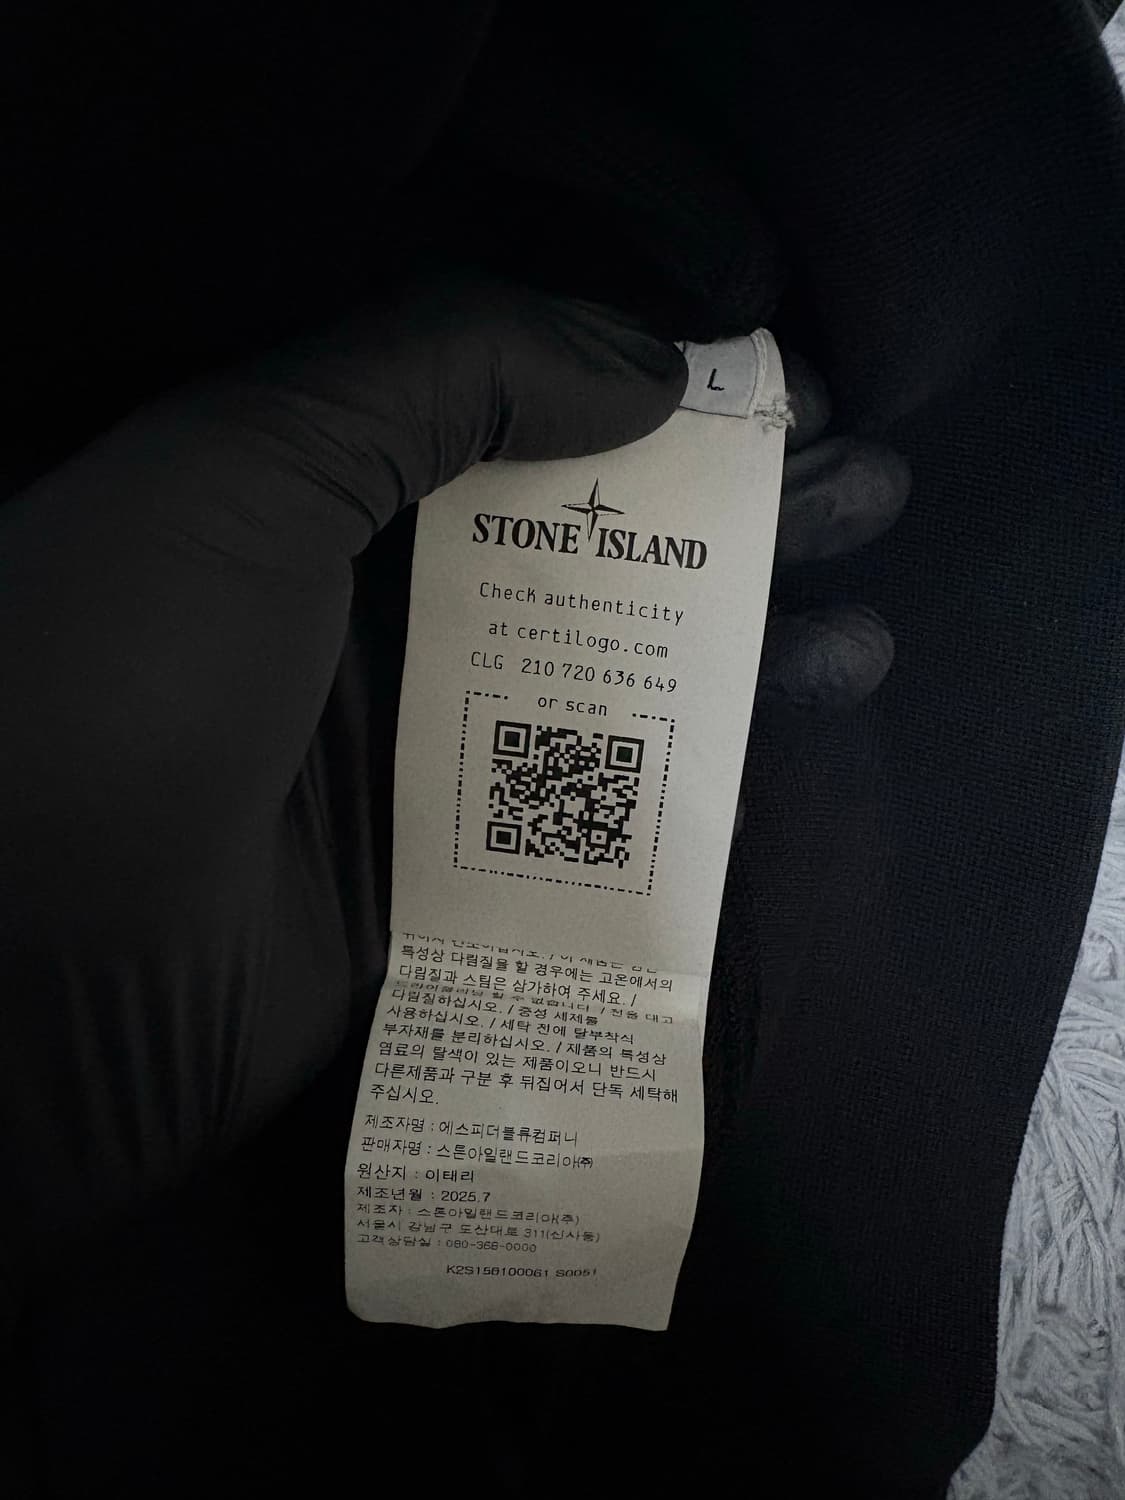 L
STONE ISLAND
Check authenticity
at certilogo.com
CLG 210 720 636 649
or scan
특성상 다림질을 할 경우에는 고온에서의
다림질과 스팀은 삼가하여 주세요. /
다림질하십시오. / 중성 세제를
사용하십시오. / 세탁 전에 탈부착식
부자재를 분리하십시오. / 제품의 특성상
염료의 탈색이 있는 제품이오니 반드시
다른제품과 구분 후 뒤집어서 단독 세탁해
주십시오.
제조자명 : 에스피더블류컴퍼니
판매자명 : 스톤아일랜드코리아(주)
원산지 : 이태리
제조년월 : 2025.7
제조자 : 스톤아일랜드코리아(주)
서울시 강남구 도산대로 311(신사동)
고객상담실 : 080-368-0000
K2S156100061 S0051